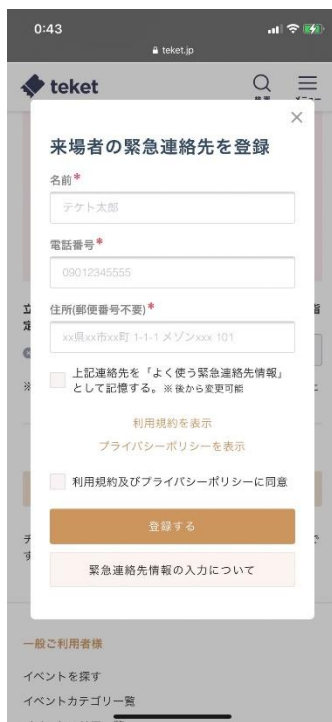 0:43
teket.jp
teket
来場者の緊急連絡先を登録
名前*
テケト太郎
電話番号*
09012345555
住所(郵便番号不要)*
xx県xx市xx町 1-1-1 メゾンxxx 101
上記連絡先を「よく使う緊急連絡先情報」
として記憶する。※後から変更可能
利用規約を表示
プライバシーポリシーを表示
利用規約及びプライバシーポリシーに同意
登録する
緊急連絡先情報の入力について
一般ご利用者様
イベントを探す
イベントカテゴリ一覧